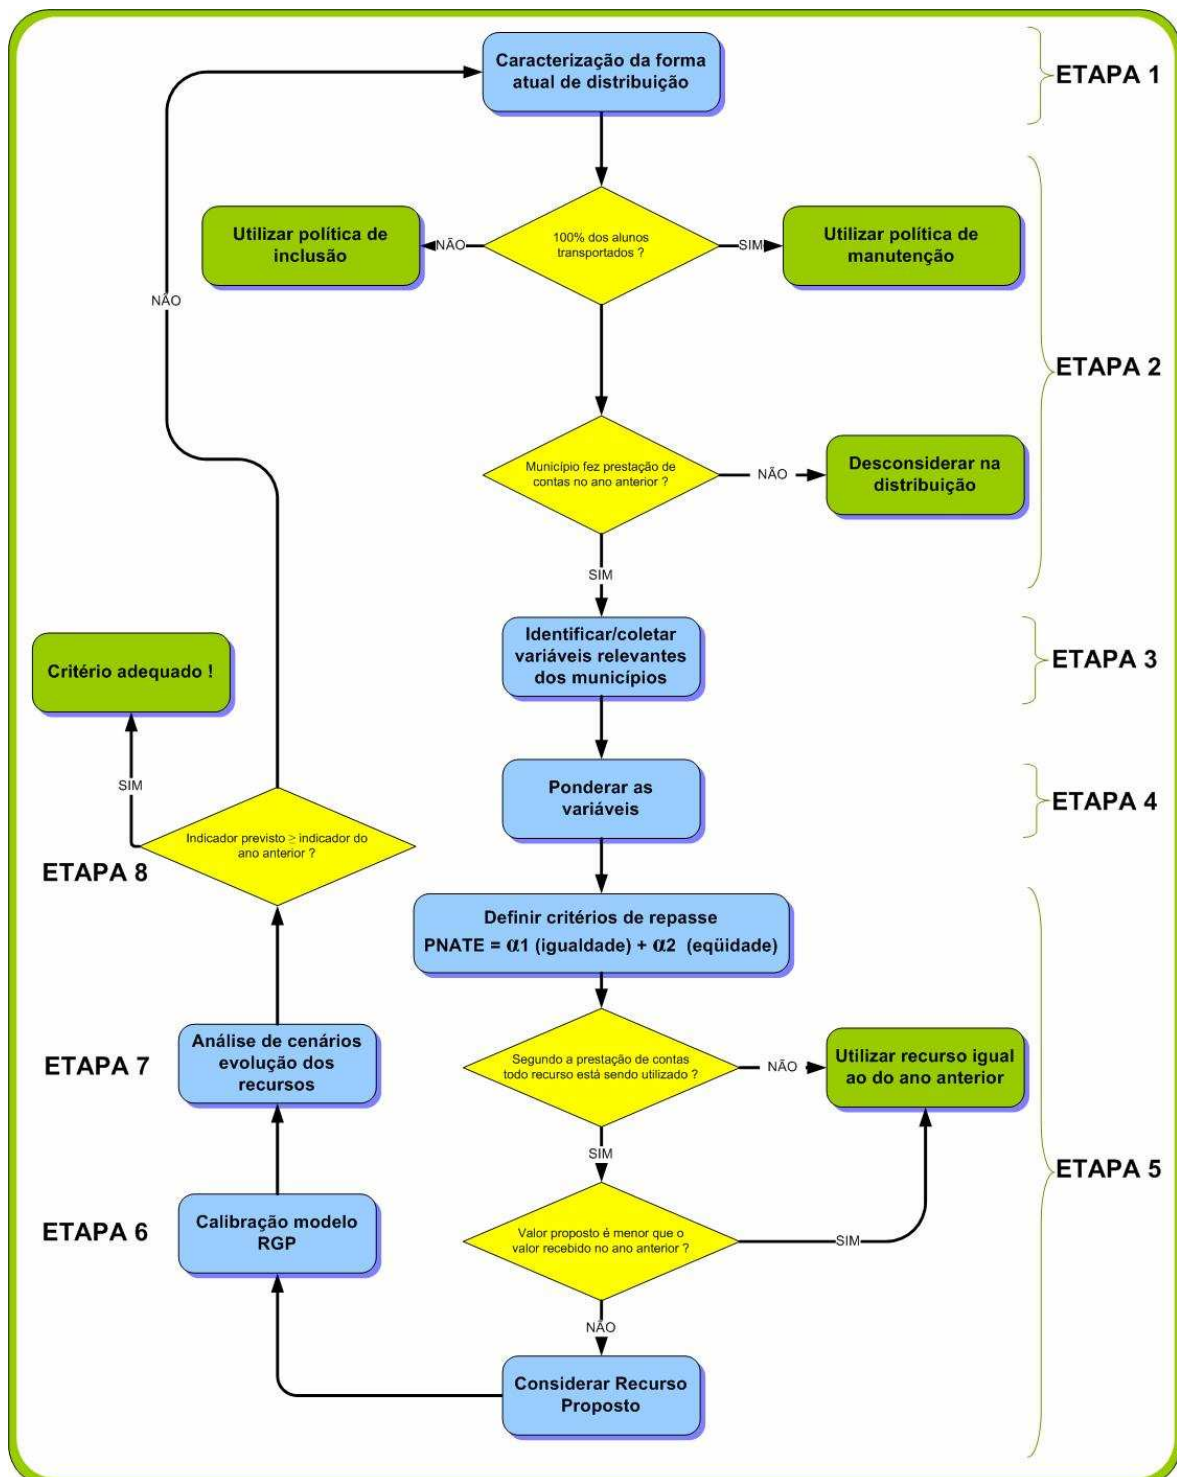 Caracterização da forma
atual de distribuição
ETAPA 1
Utilizar política de
inclusão
NÃO
100% dos alunos
transportados ?
SIM
Utilizar política de
manutenção
NÃO
ETAPA 2
Município fez prestação de
contas no ano anterior ?
NÃO
Desconsiderar na
distribuição
SIM
Identificar/coletar
variáveis relevantes
dos municípios
ETAPA 3
Critério adequado !
SIM
Ponderar as
variáveis
ETAPA 4
Indicador previsto ≥ indicador do
ano anterior ?
ETAPA 8
Definir critérios de repasse
PNATE = α1 (igualdade) + α2 (eqüidade)
Análise de cenários
evolução dos
recursos
ETAPA 7
Segundo a prestação de contas
todo recurso está sendo utilizado ?
NÃO
Utilizar recurso igual
ao do ano anterior
SIM
ETAPA 5
Calibração modelo
RGP
ETAPA 6
Valor proposto é menor que o
valor recebido no ano anterior ?
SIM
NÃO
Considerar Recurso
Proposto